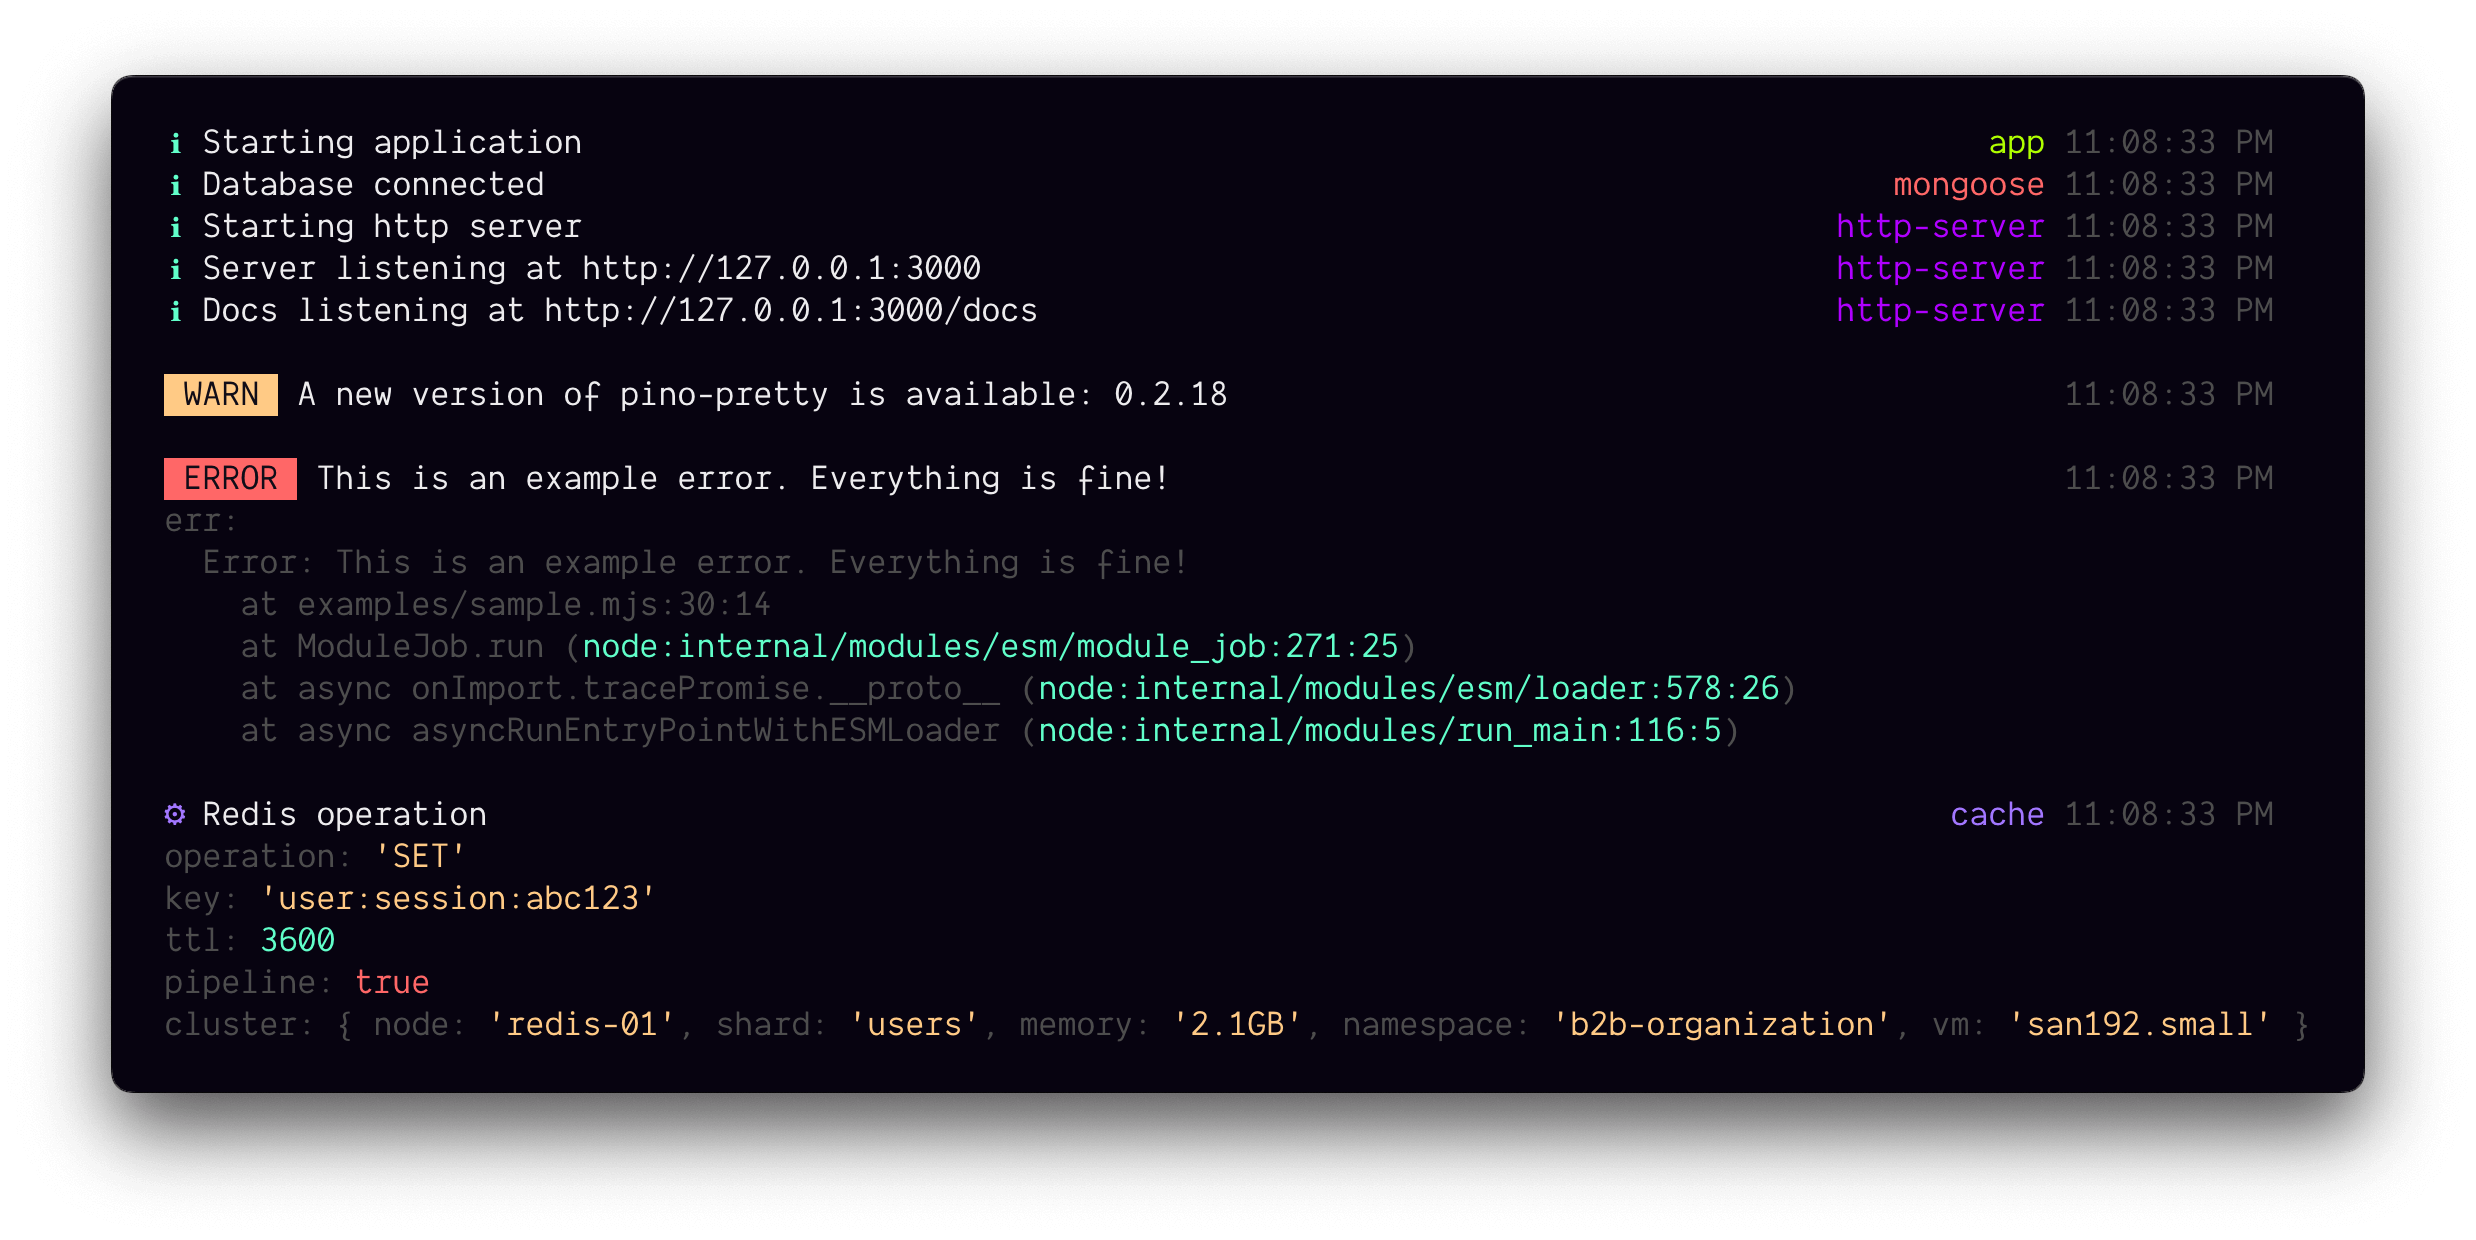 ℹ Starting application app 11:08:33 PM
ℹ Database connected mongoose 11:08:33 PM
ℹ Starting http server http-server 11:08:33 PM
ℹ Server listening at http://127.0.0.1:3000 http-server 11:08:33 PM
ℹ Docs listening at http://127.0.0.1:3000/docs http-server 11:08:33 PM
WARN A new version of pino-pretty is available: 0.2.18 11:08:33 PM
ERROR This is an example error. Everything is fine! 11:08:33 PM
err:
Error: This is an example error. Everything is fine!
at examples/sample.mjs:30:14
at ModuleJob.run (node:internal/modules/esm/module_job:271:25)
at async onImport.tracePromise.__proto__ (node:internal/modules/esm/loader:578:26)
at async asyncRunEntryPointWithESMLoader (node:internal/modules/run_main:116:5)
⚙ Redis operation cache 11:08:33 PM
operation: 'SET'
key: 'user:session:abc123'
ttl: 3600
pipeline: true
cluster: { node: 'redis-01', shard: 'users', memory: '2.1GB', namespace: 'b2b-organization', vm: 'san192.small' }